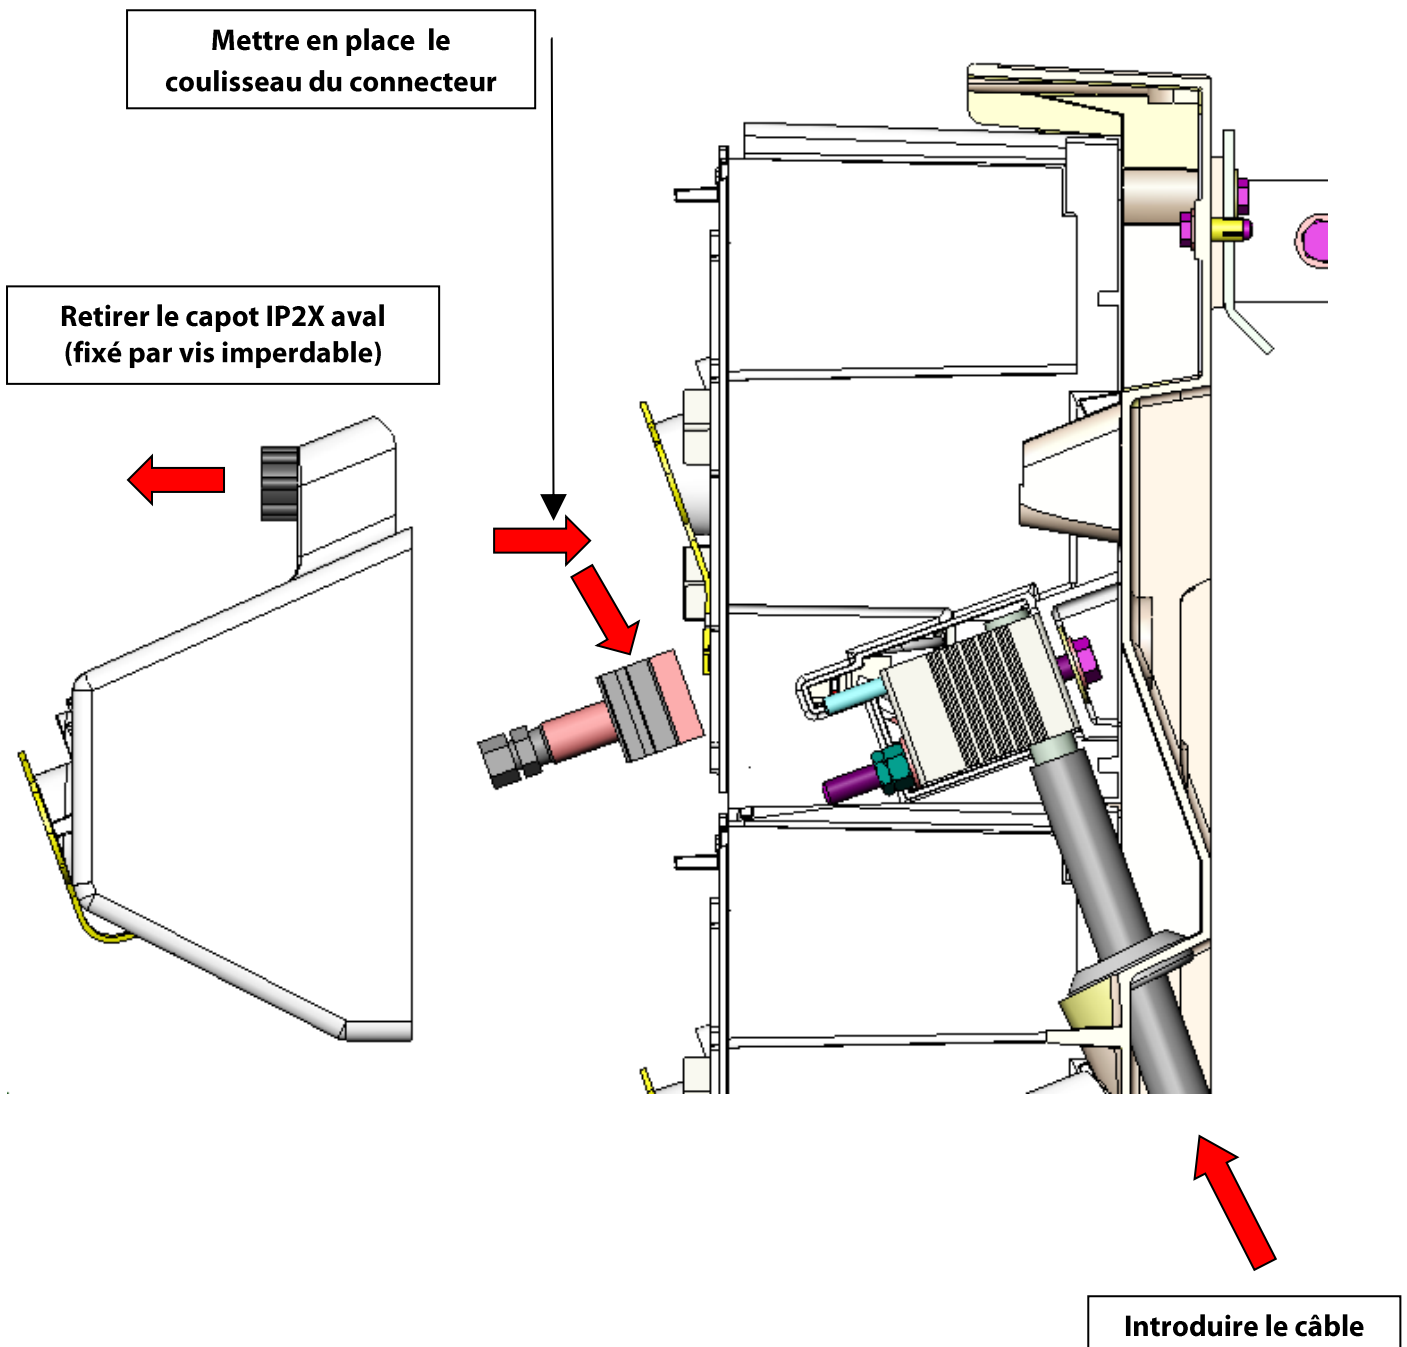 Mettre en place  le
coulisseau du connecteur
Retirer le capot IP2X aval
(fixé par vis imperdable)
Introduire le câble